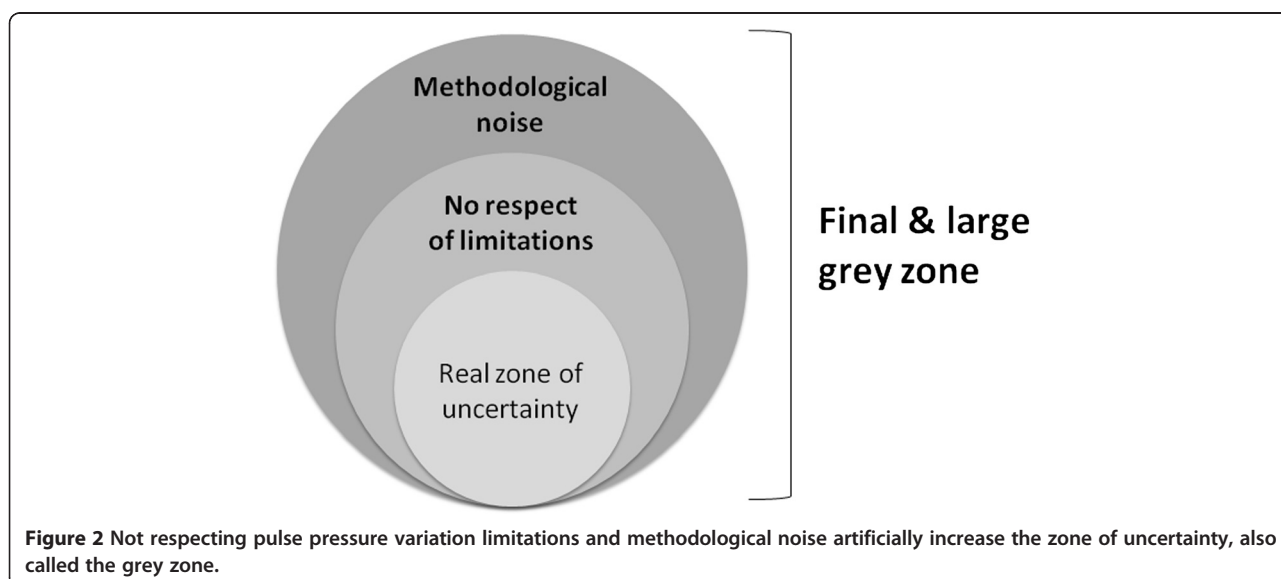 Methodological
noise
No respect
of limitations
Real zone of
uncertainty
Final & large
grey zone
Figure 2 Not respecting pulse pressure variation limitations and methodological noise artificially increase the zone of uncertainty, also
called the grey zone.